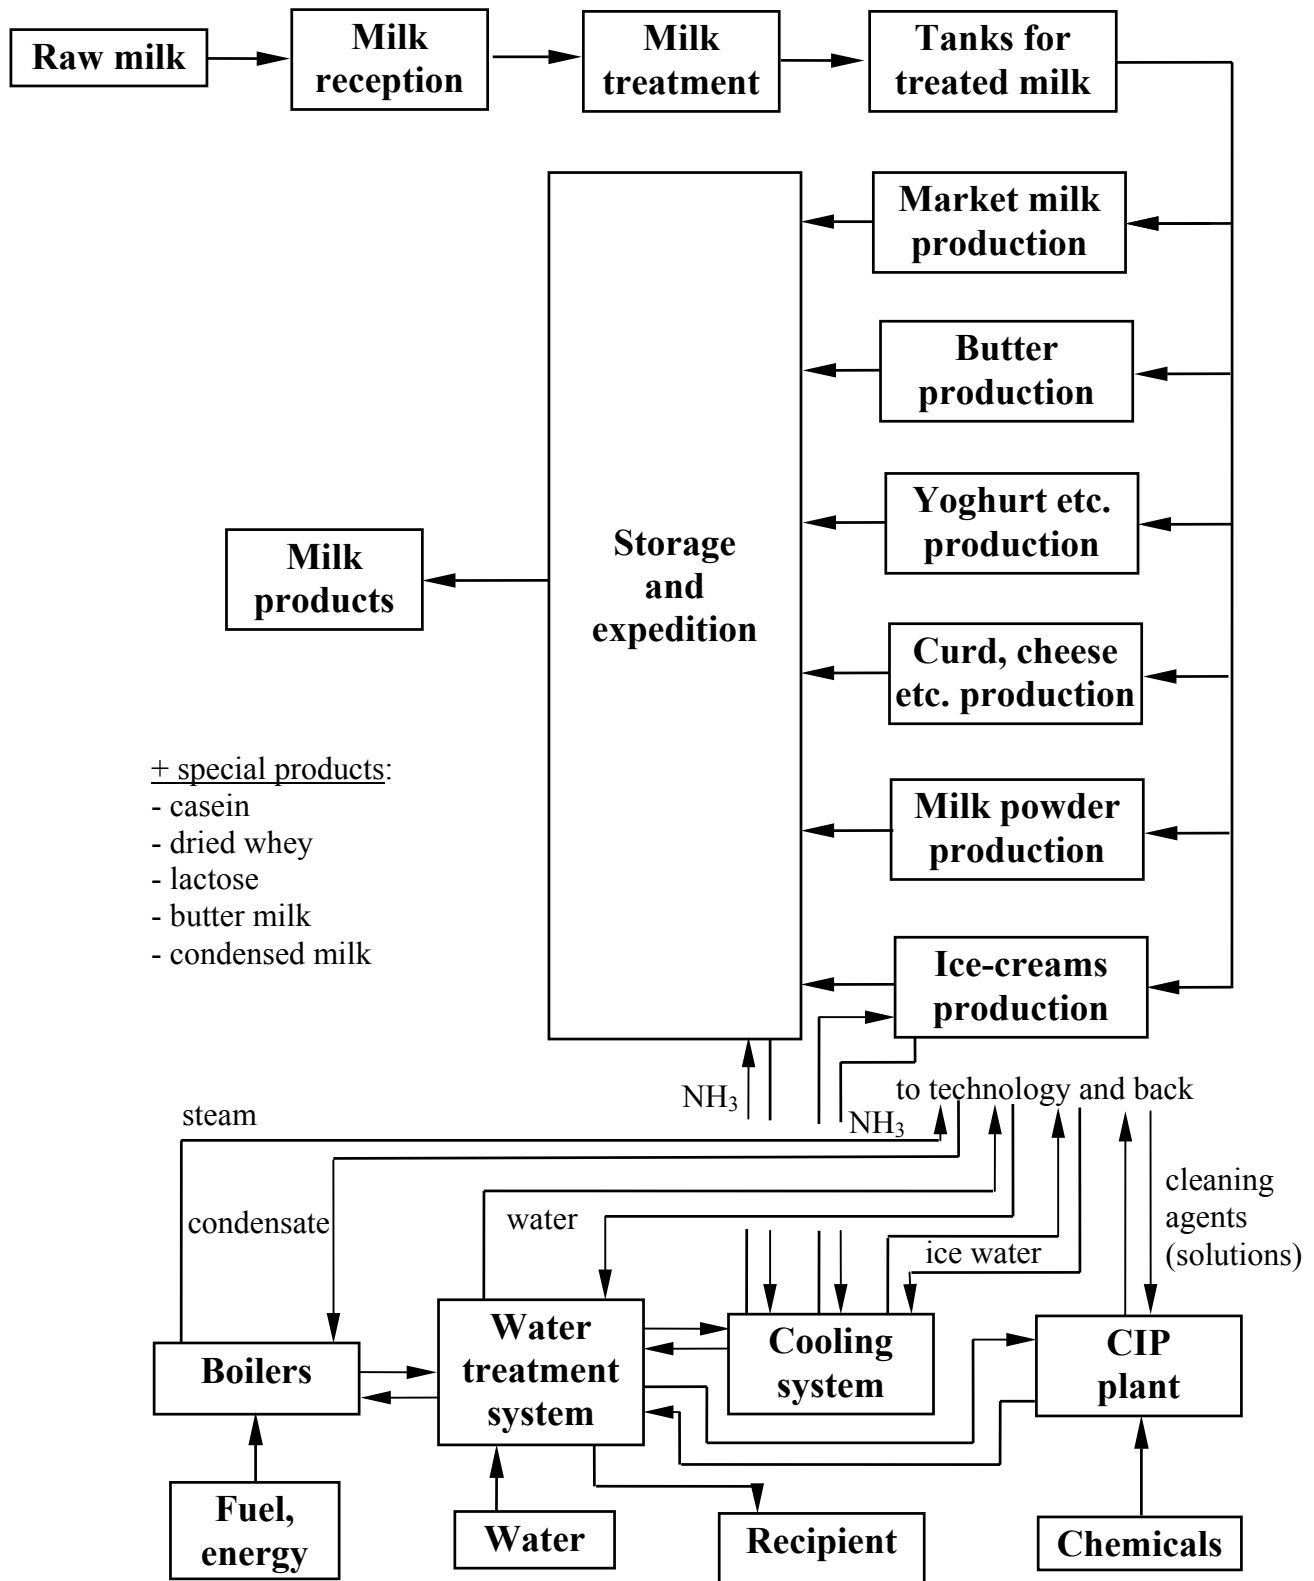 Raw milk
Milk
reception
Milk
treatment
Tanks for
treated milk
Market milk
production
Butter
production
Yoghurt etc.
production
Storage
and
expedition
Milk
products
Curd, cheese
etc. production
+ special products:
- casein
- dried whey
- lactose
- butter milk
- condensed milk
Milk powder
production
Ice-creams
production
NH₃
NH₃
to technology and back
steam
condensate
water
ice water
cleaning
agents
(solutions)
Boilers
Water
treatment
system
Cooling
system
CIP
plant
Fuel,
energy
Water
Recipient
Chemicals